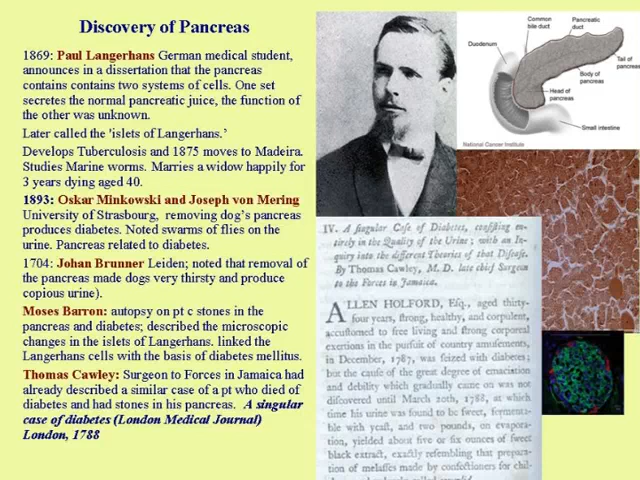 Discovery of Pancreas
1869: Paul Langerhans German medical student,
announces in a dissertation that the pancreas
contains contains two systems of cells. One set
secretes the normal pancreatic juice, the function of
the other was unknown.
Later called the 'islets of Langerhans.'
Develops Tuberculosis and 1875 moves to Madeira.
Studies Marine worms. Marries a widow happily for
3 years dying aged 40.
1893: Oskar Minkowski and Joseph von Mering
University of Strasbourg, removing dog's pancreas
produces diabetes. Noted swarms of flies on the
urine. Pancreas related to diabetes.
1704: Johan Brunner Leiden; noted that removal of
the pancreas made dogs very thirsty and produce
copious urine).
Moses Barron: autopsy on pt c stones in the
pancreas and diabetes; described the microscopic
changes in the islets of Langerhans. linked the
Langerhans cells with the basis of diabetes mellitus.
Thomas Cawley: Surgeon to Forces in Jamaica had
already described a similar case of a pt who died of
diabetes and had stones in his pancreas. A singular
case of diabetes (London Medical Journal)
London, 1788
Common
bile duct
Pancreatic
duct
Duodenum
Tail of
pancreas
Body of
pancreas
Head of
pancreas
Small intestine
National Cancer Institute
IV. A ſingular Caſe of Diabetes, conſiſting en-
tirely in the Quality of the Urine; with an In-
quiry into the different Theories of that Diſeaſe.
By Thomas Cawley, M. D. late chief Surgeon
to the Forces in Jamaica.
ALLEN HOLFORD, Eſq., aged thirty-
four years, ſtrong, healthy, and corpulent,
accuſtomed to free living and ſtrong corporal
exertions in the purſuit of country amuſements,
in December, 1787, was ſeized with diabetes;
but the cauſe of the great degree of emaciation
and debility which gradually came on was not
diſcovered until March 20th, 1788, at which
time his urine was found to be ſweet, fermenta-
ble with yeaſt, and two pounds, on evapora-
tion, yielded about five or ſix ounces of ſweet
black extract, exactly reſembling that prepara-
tion of melaſſes made by confectioners for chil-